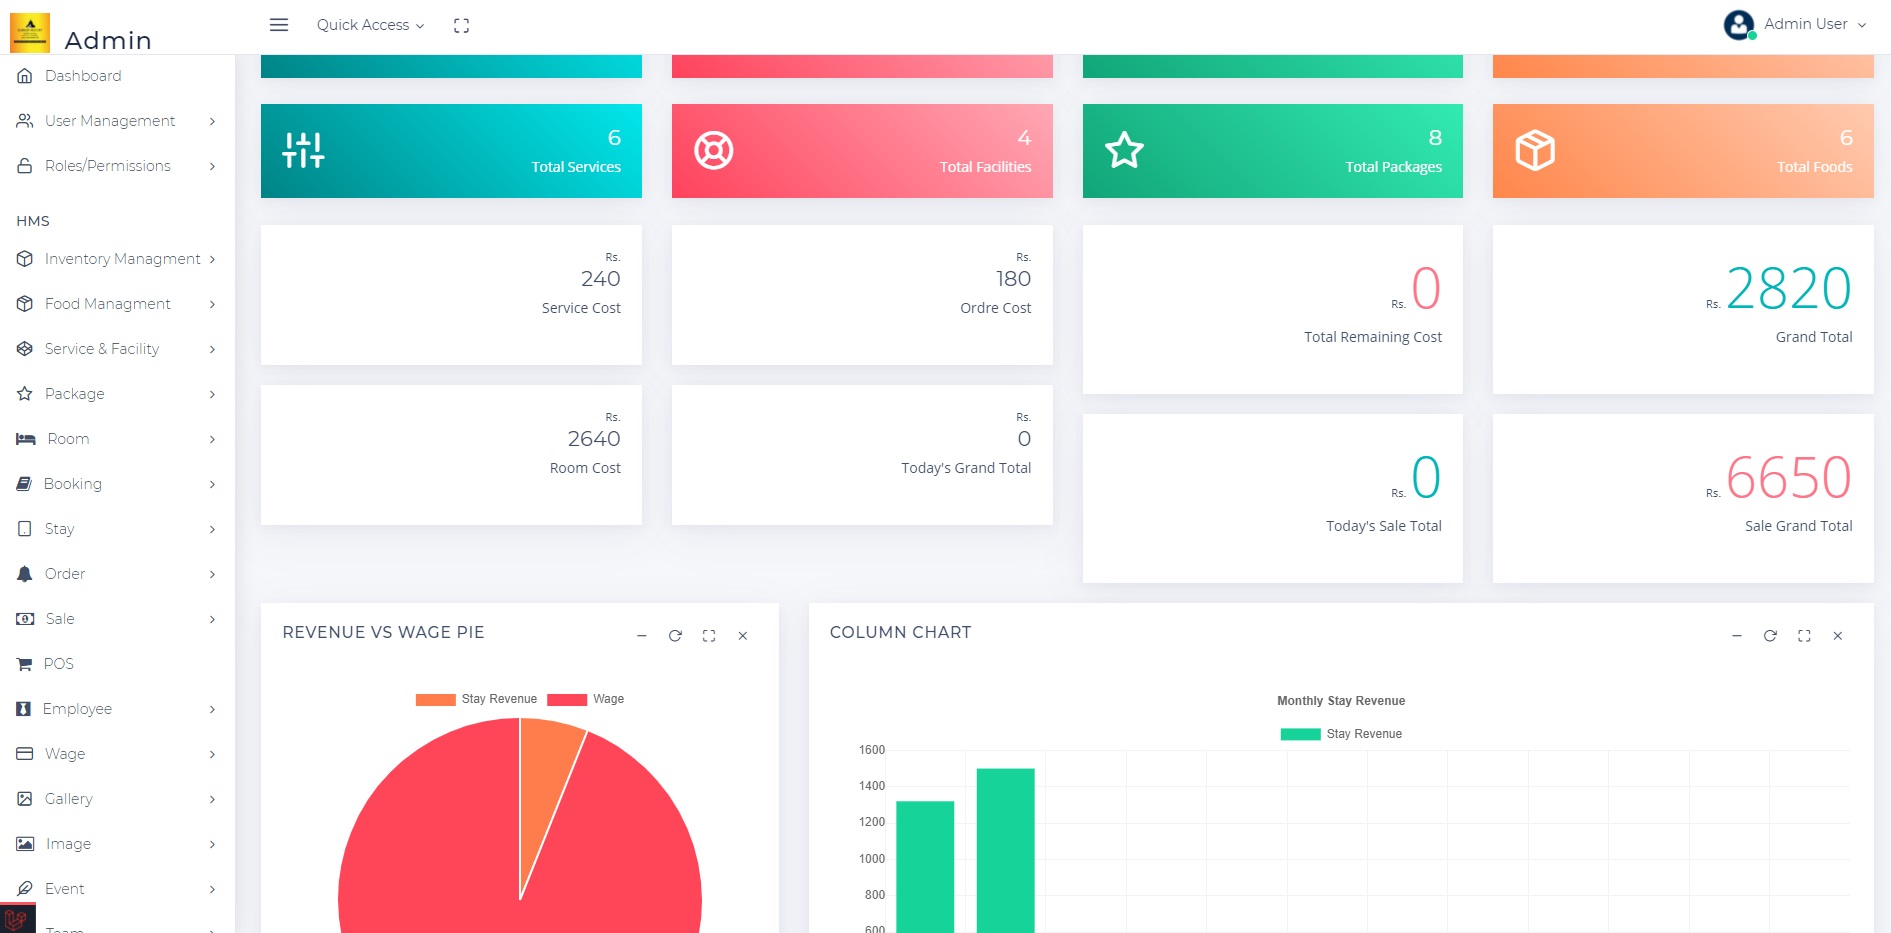 Admin
Quick Access
Admin User
Dashboard
User Management
Roles/Permissions
HMS
Inventory Managment
Food Managment
Service & Facility
Package
Room
Booking
Stay
Order
Sale
POS
Employee
Wage
Gallery
Image
Event
Team
6
Total Services
4
Total Facilities
8
Total Packages
6
Total Foods
Rs.
240
Service Cost
Rs.
180
Ordre Cost
Rs. 0
Total Remaining Cost
Rs. 2820
Grand Total
Rs.
2640
Room Cost
Rs.
0
Today's Grand Total
Rs. 0
Today's Sale Total
Rs. 6650
Sale Grand Total
REVENUE VS WAGE PIE
Stay Revenue Wage
COLUMN CHART
Monthly Stay Revenue
Stay Revenue
1600
1400
1200
1000
800
600